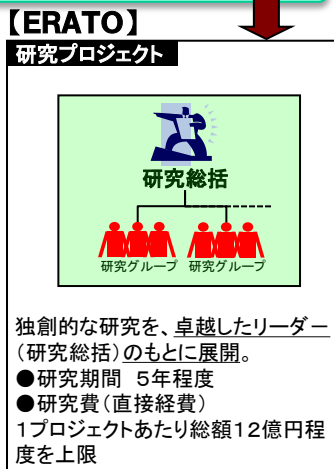 【ERATO】
研究プロジェクト
研究総括
研究グループ 研究グループ
独創的な研究を、卓越したリーダー
(研究総括)のもとに展開。
●研究期間 5年程度
●研究費(直接経費)
1プロジェクトあたり総額12億円程
度を上限